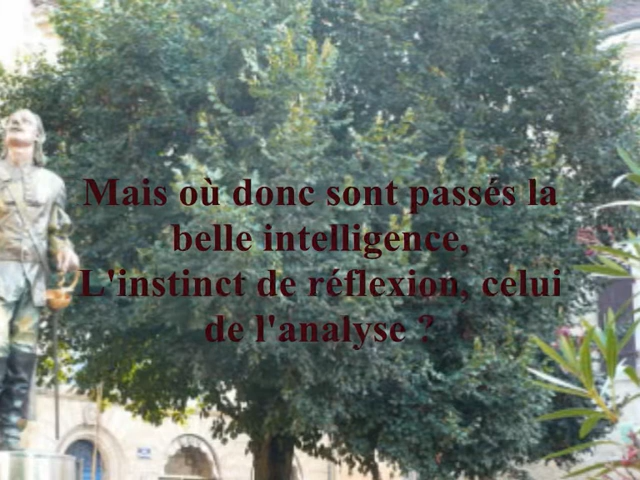 Mais où donc sont passés la
belle intelligence,
L'instinct de réflexion, celui
de l'analyse ?